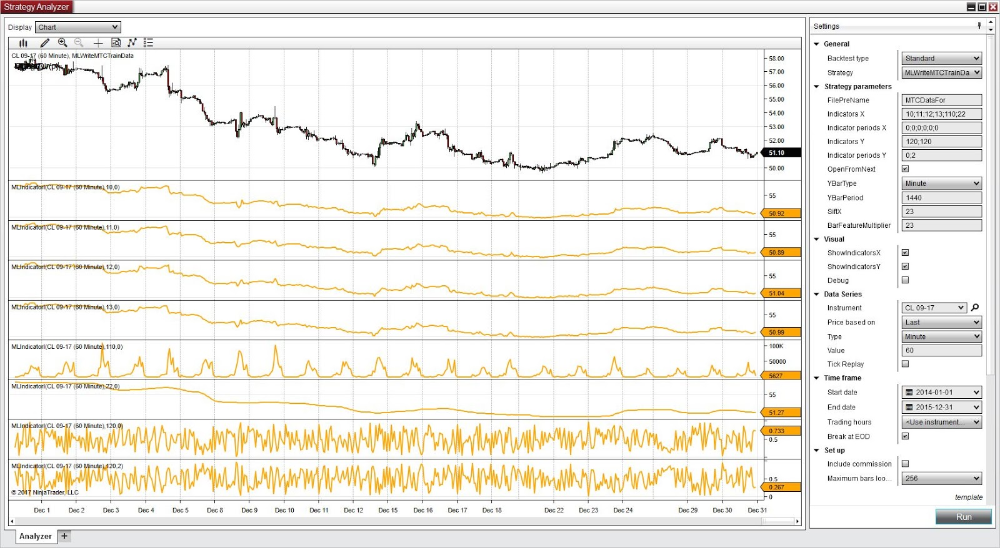 Strategy Analyzer
Display Chart
CL 09-17 (60 Minute), MLWriteMTCTrainData
58.00
57.00
56.00
55.00
54.00
53.00
52.00
51.10
50.00
MLIndicatorI(CL 09-17 (60 Minute),10,0)
55
50.92
MLIndicatorI(CL 09-17 (60 Minute),11,0)
55
50.89
MLIndicatorI(CL 09-17 (60 Minute),12,0)
55
51.04
MLIndicatorI(CL 09-17 (60 Minute),13,0)
55
50.99
MLIndicatorI(CL 09-17 (60 Minute),110,0)
100K
50000
5627
MLIndicatorI(CL 09-17 (60 Minute),22,0)
55
51.27
MLIndicatorI(CL 09-17 (60 Minute),120,0)
0.733
0.5
MLIndicatorI(CL 09-17 (60 Minute),120,2)
0.5
0.267
0
© 2017 NinjaTrader, LLC
Dec 1 Dec 2 Dec 3 Dec 4 Dec 5 Dec 8 Dec 9 Dec 10 Dec 11 Dec 12 Dec 15 Dec 16 Dec 17 Dec 18 Dec 22 Dec 23 Dec 24 Dec 29 Dec 30 Dec 31
Analyzer +
Settings
General
Backtest type Standard
Strategy MLWriteMTCTrainDa
Strategy parameters
FilePreName MTCDataFor
Indicators X 10;11;12;13;110;22
Indicator periods X 0;0;0;0;0;0
Indicators Y 120;120
Indicator periods Y 0;2
OpenFromNext
YBarType Minute
YBarPeriod 1440
SiftX 23
BarFeatureMultiplier 23
Visual
ShowIndicatorsX
ShowIndicatorsY
Debug
Data Series
Instrument CL 09-17
Price based on Last
Type Minute
Value 60
Tick Replay
Time frame
Start date 2014-01-01
End date 2015-12-31
Trading hours <Use instrument...
Break at EOD
Set up
Include commission
Maximum bars loo... 256
template
Run